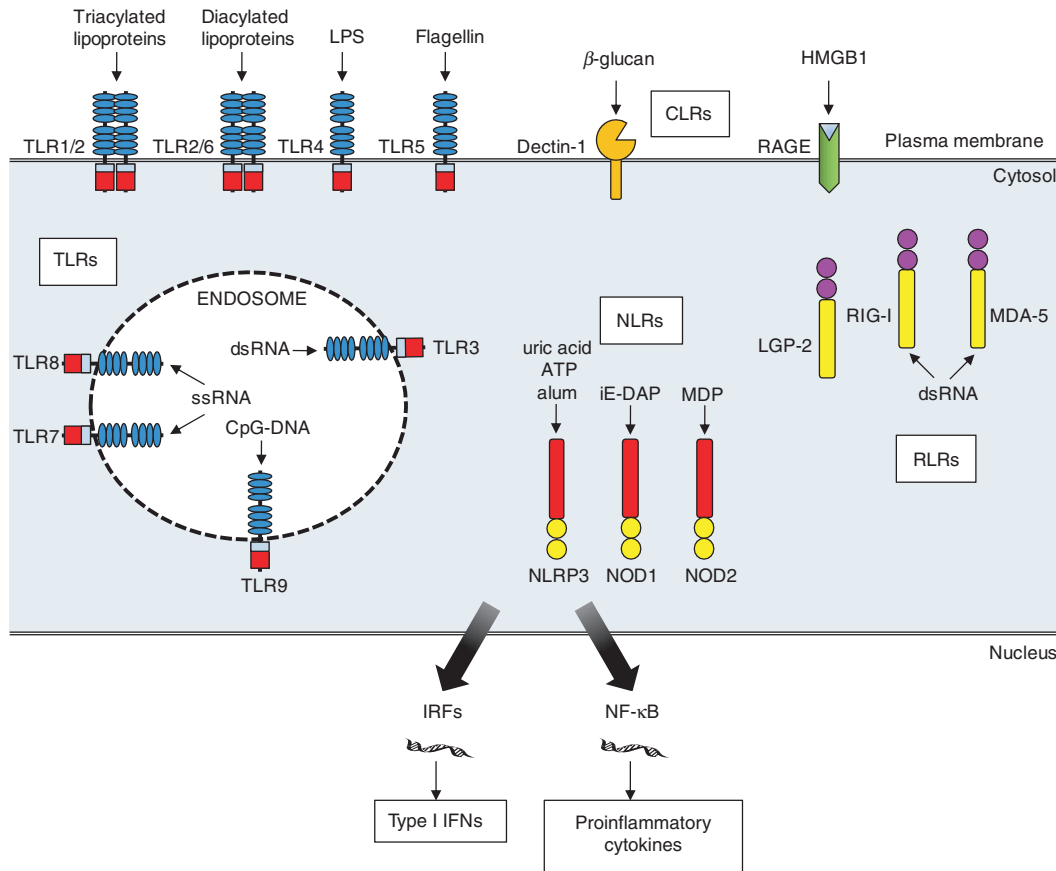 Triacylated
lipoproteins
Diacylated
lipoproteins
LPS
Flagellin
β-glucan
HMGB1
CLRs
TLR1/2
TLR2/6
TLR4
TLR5
Dectin-1
RAGE
Plasma membrane
Cytosol
TLRs
ENDOSOME
dsRNA
TLR3
TLR8
ssRNA
TLR7
CpG-DNA
TLR9
NLRs
uric acid
ATP
alum
iE-DAP
MDP
NLRP3
NOD1
NOD2
LGP-2
RIG-I
MDA-5
dsRNA
RLRs
Nucleus
IRFs
NF-κB
Type I IFNs
Proinflammatory
cytokines